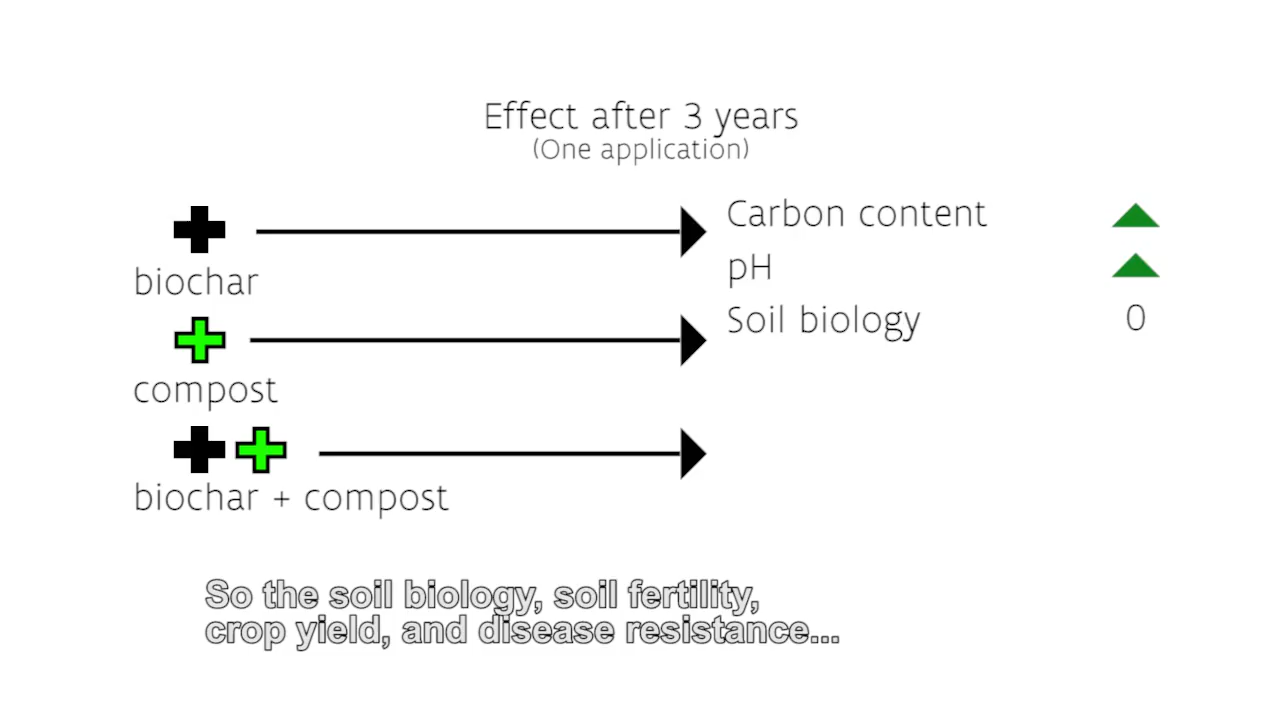 Effect after 3 years
(One application)
biochar
compost
biochar + compost
Carbon content
pH
Soil biology 0
So the soil biology, soil fertility,
crop yield, and disease resistance...